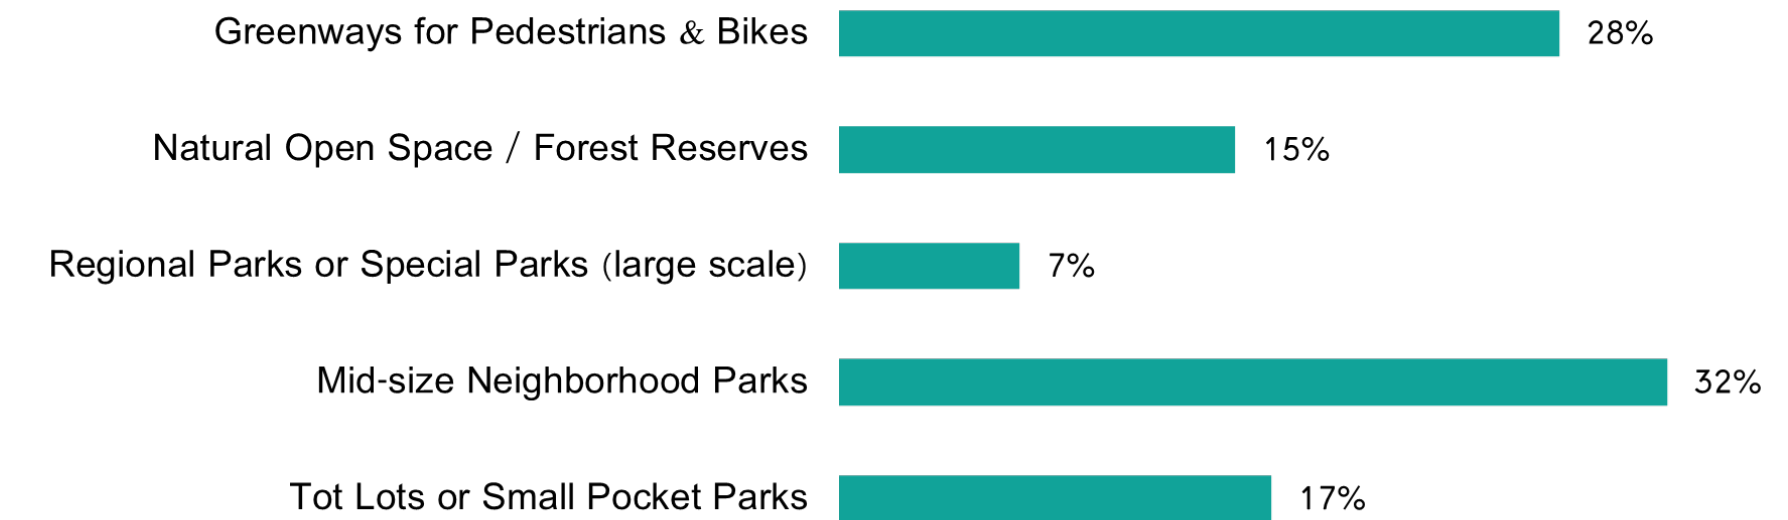 Greenways for Pedestrians & Bikes 28%
Natural Open Space / Forest Reserves 15%
Regional Parks or Special Parks (large scale) 7%
Mid-size Neighborhood Parks 32%
Tot Lots or Small Pocket Parks 17%